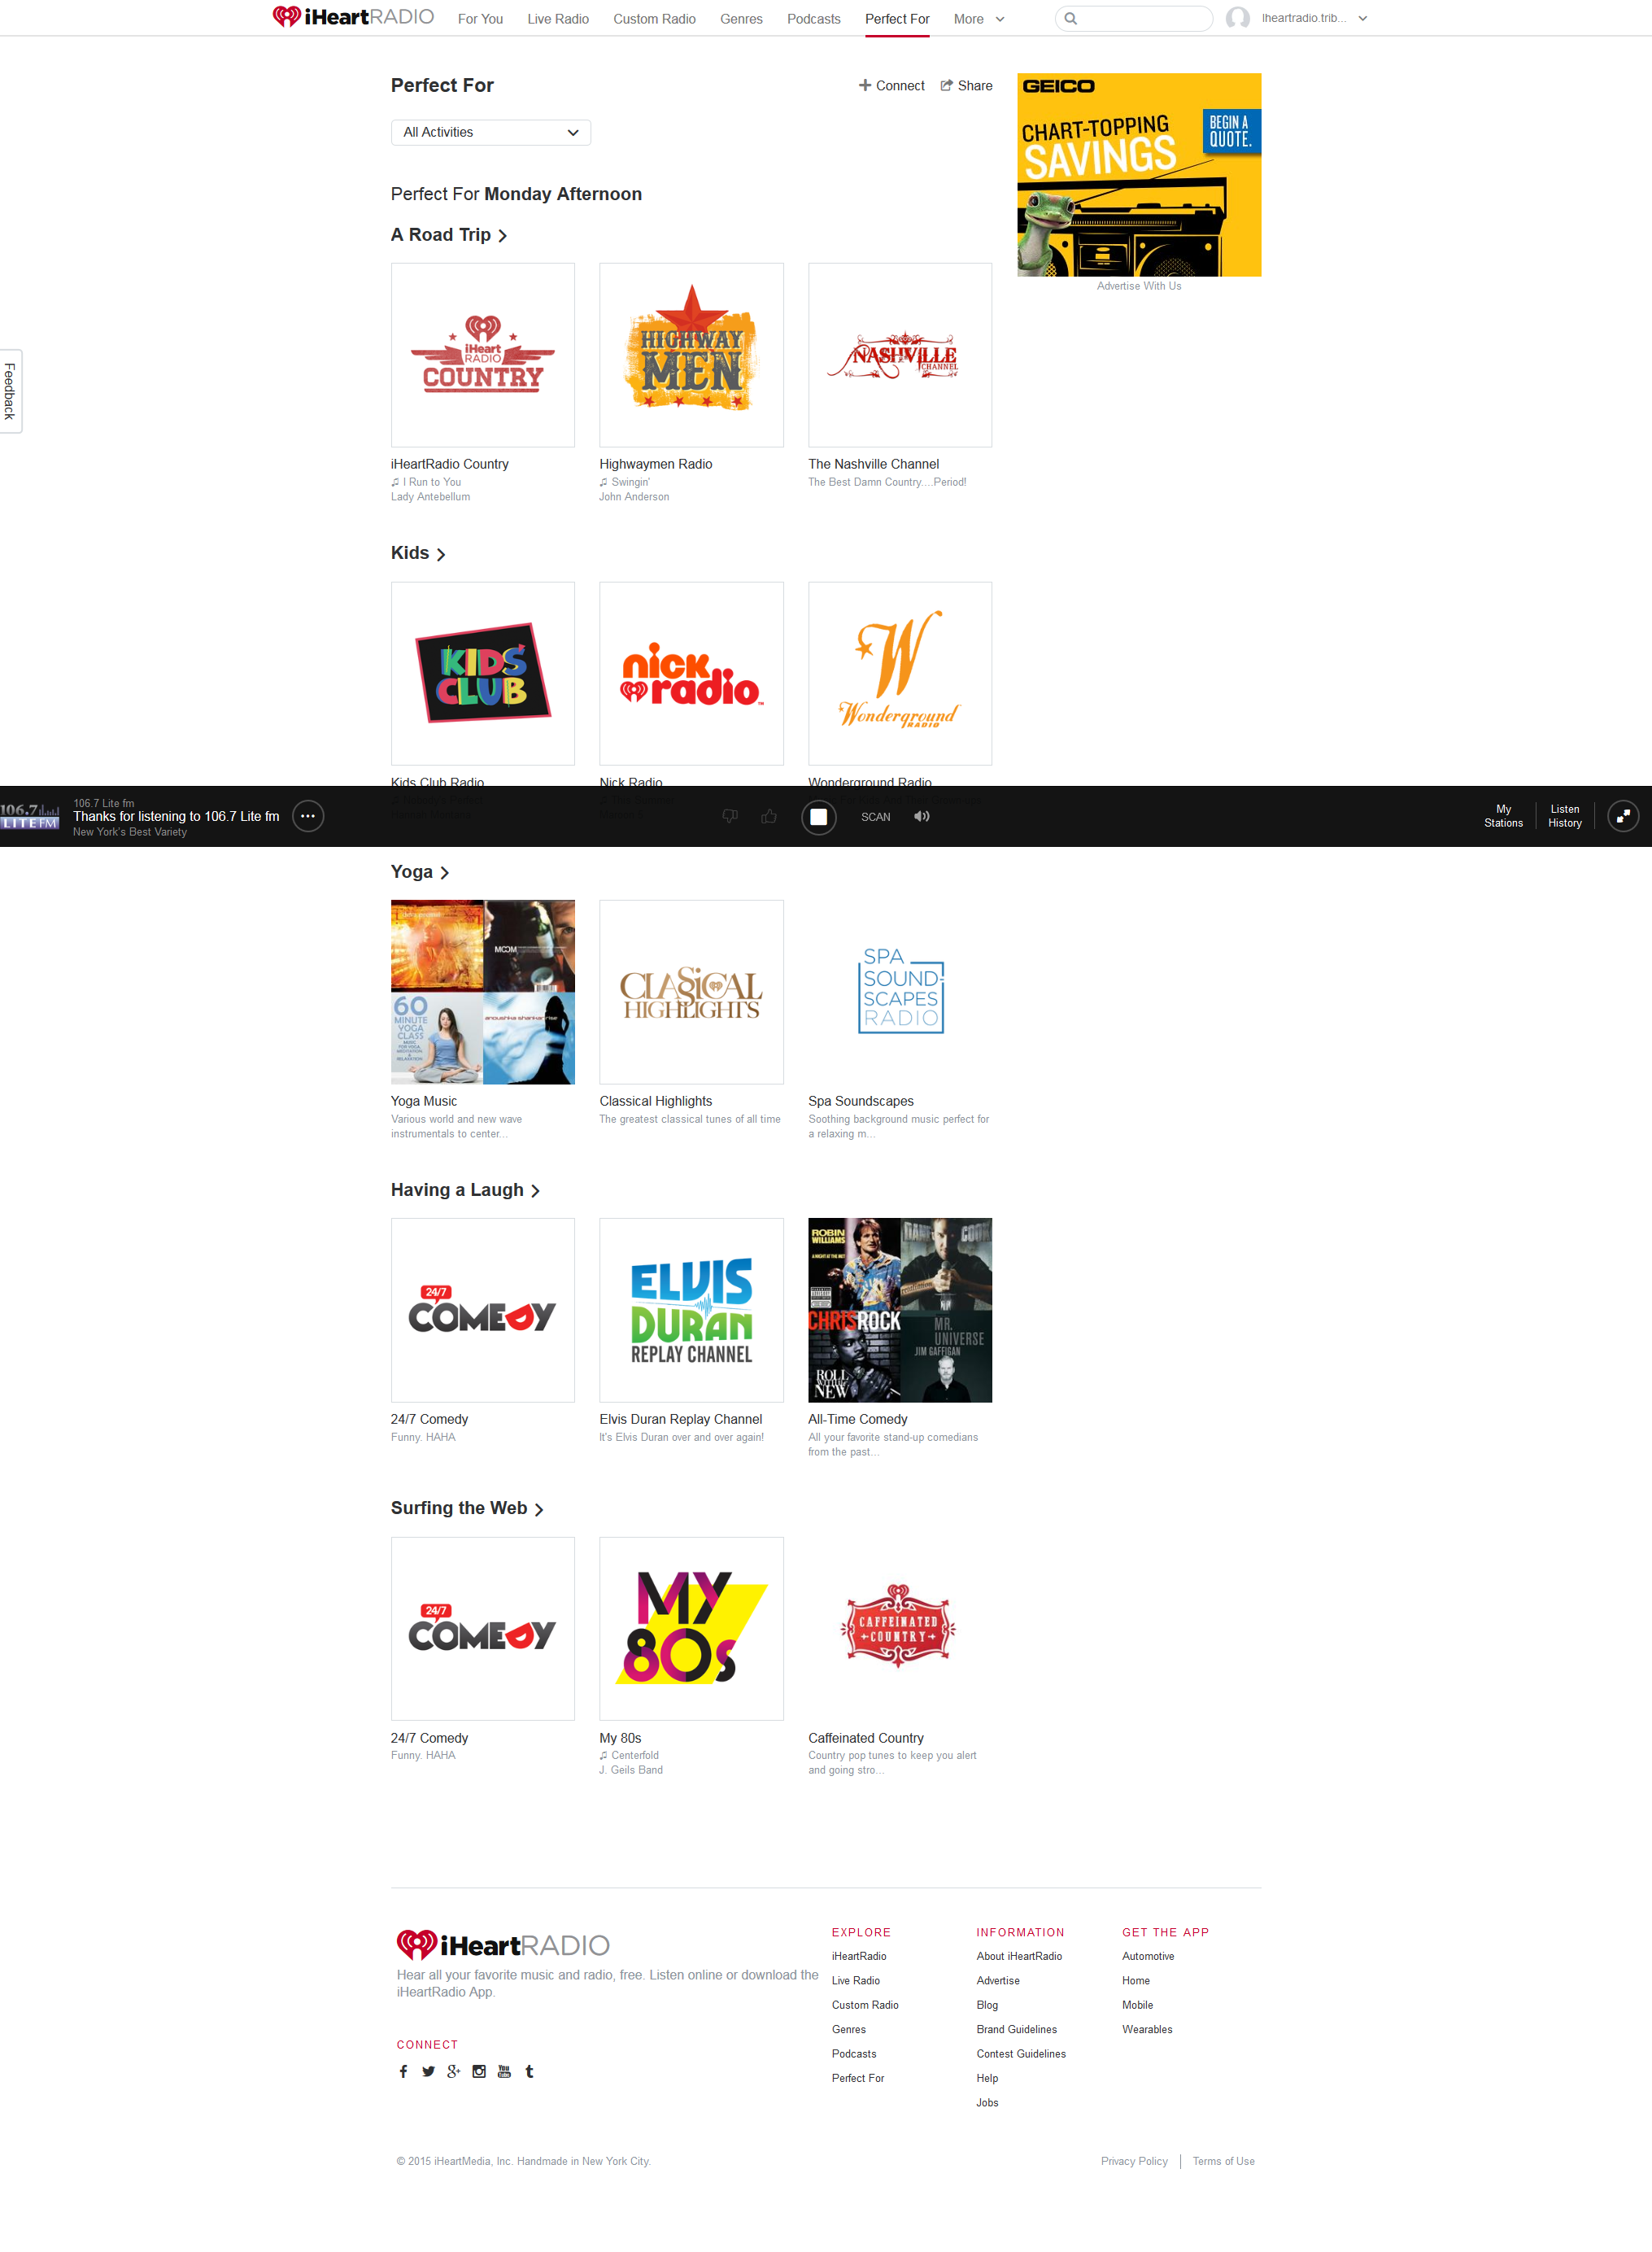 iHeartRADIO
For You
Live Radio
Custom Radio
Genres
Podcasts
Perfect For
More
Iheartradio.trib...
Perfect For
Connect
Share
All Activities
GEICO
CHART-TOPPING
SAVINGS
BEGIN A
QUOTE.
Advertise With Us
Perfect For Monday Afternoon
A Road Trip
iHeart
RADIO
COUNTRY
HIGHWAY
MEN
NASHVILLE
CHANNEL
iHeartRadio Country
I Run to You
Lady Antebellum
Highwaymen Radio
Swingin'
John Anderson
The Nashville Channel
The Best Damn Country....Period!
Feedback
Kids
KIDS'
CLUB
nick
radio
W
Wonderground
RADIO
Kids Club Radio
Nick Radio
Wonderground Radio
106.7
LITE FM
106.7 Lite fm
Thanks for listening to 106.7 Lite fm
New York's Best Variety
SCAN
My
Stations
Listen
History
Yoga
MOOM
60
MINUTE
YOGA
CLASS
anoushka shankar rise
CLASSICAL
HIGHLIGHTS
SPA
SOUND-
SCAPES
RADIO
Yoga Music
Various world and new wave
instrumentals to center...
Classical Highlights
The greatest classical tunes of all time
Spa Soundscapes
Soothing background music perfect for
a relaxing m...
Having a Laugh
24/7
COMEDY
ELVIS
DURAN
REPLAY CHANNEL
ROBIN
WILLIAMS
DANE COOK
CHRIS ROCK
ROLL
WITH THE
NEW
MR.
UNIVERSE
JIM GAFFIGAN
24/7 Comedy
Funny. HAHA
Elvis Duran Replay Channel
It's Elvis Duran over and over again!
All-Time Comedy
All your favorite stand-up comedians
from the past...
Surfing the Web
24/7
COMEDY
MY
80s
CAFFEINATED
COUNTRY
24/7 Comedy
Funny. HAHA
My 80s
Centerfold
J. Geils Band
Caffeinated Country
Country pop tunes to keep you alert
and going stro...
iHeartRADIO
Hear all your favorite music and radio, free. Listen online or download the
iHeartRadio App.
CONNECT
You
Tube
EXPLORE
iHeartRadio
Live Radio
Custom Radio
Genres
Podcasts
Perfect For
INFORMATION
About iHeartRadio
Advertise
Blog
Brand Guidelines
Contest Guidelines
Help
Jobs
GET THE APP
Automotive
Home
Mobile
Wearables
© 2015 iHeartMedia, Inc. Handmade in New York City.
Privacy Policy
Terms of Use